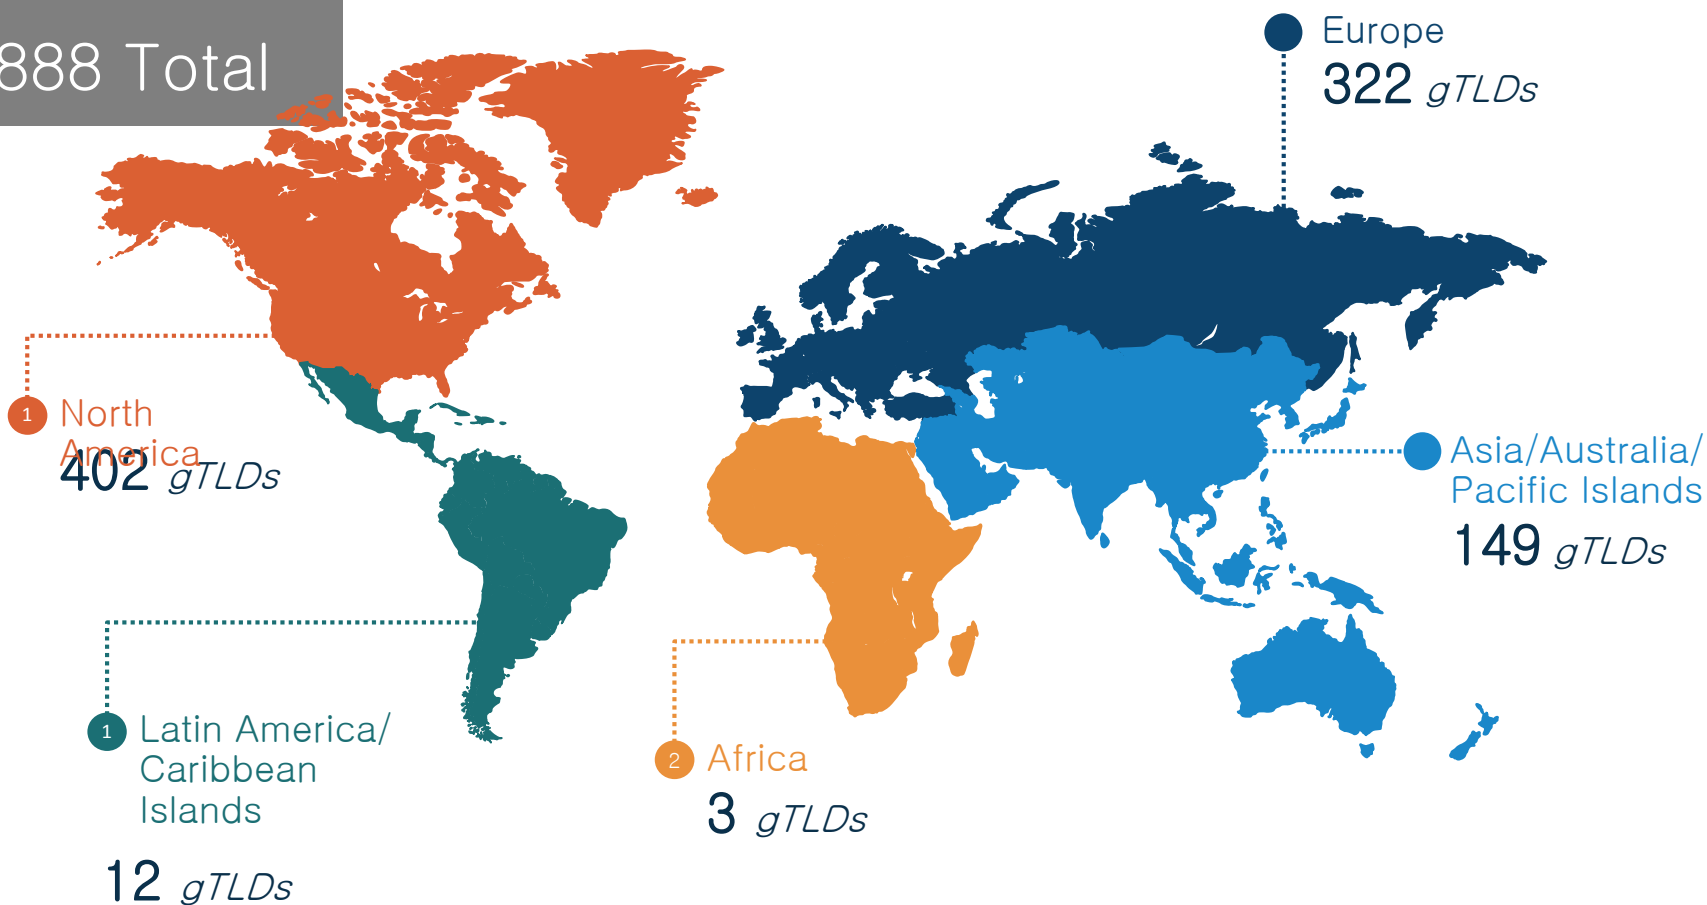 888 Total
Europe
322 gTLDs
1 North
America
402 gTLDs
Asia/Australia/
Pacific Islands
149 gTLDs
1 Latin America/
Caribbean
Islands
12 gTLDs
2 Africa
3 gTLDs